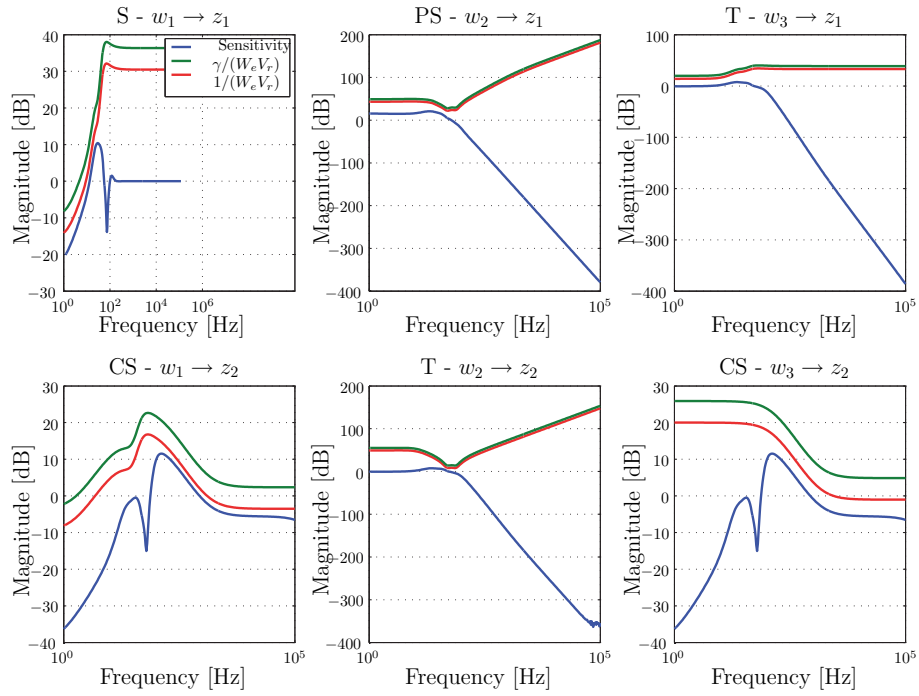 S - w₁ → z₁
Magnitude [dB]
40
30
20
10
0
−10
−20
−30
10⁰
10²
10⁴
10⁶
Frequency [Hz]
Sensitivity
γ/(WₑVᵣ)
1/(WₑVᵣ)
PS - w₂ → z₁
Magnitude [dB]
200
100
0
−100
−200
−300
−400
10⁰
10⁵
Frequency [Hz]
T - w₃ → z₁
Magnitude [dB]
100
0
−100
−200
−300
−400
10⁰
10⁵
Frequency [Hz]
CS - w₁ → z₂
Magnitude [dB]
30
20
10
0
−10
−20
−30
−40
10⁰
10⁵
Frequency [Hz]
T - w₂ → z₂
Magnitude [dB]
200
100
0
−100
−200
−300
−400
10⁰
10⁵
Frequency [Hz]
CS - w₃ → z₂
Magnitude [dB]
30
20
10
0
−10
−20
−30
−40
10⁰
10⁵
Frequency [Hz]